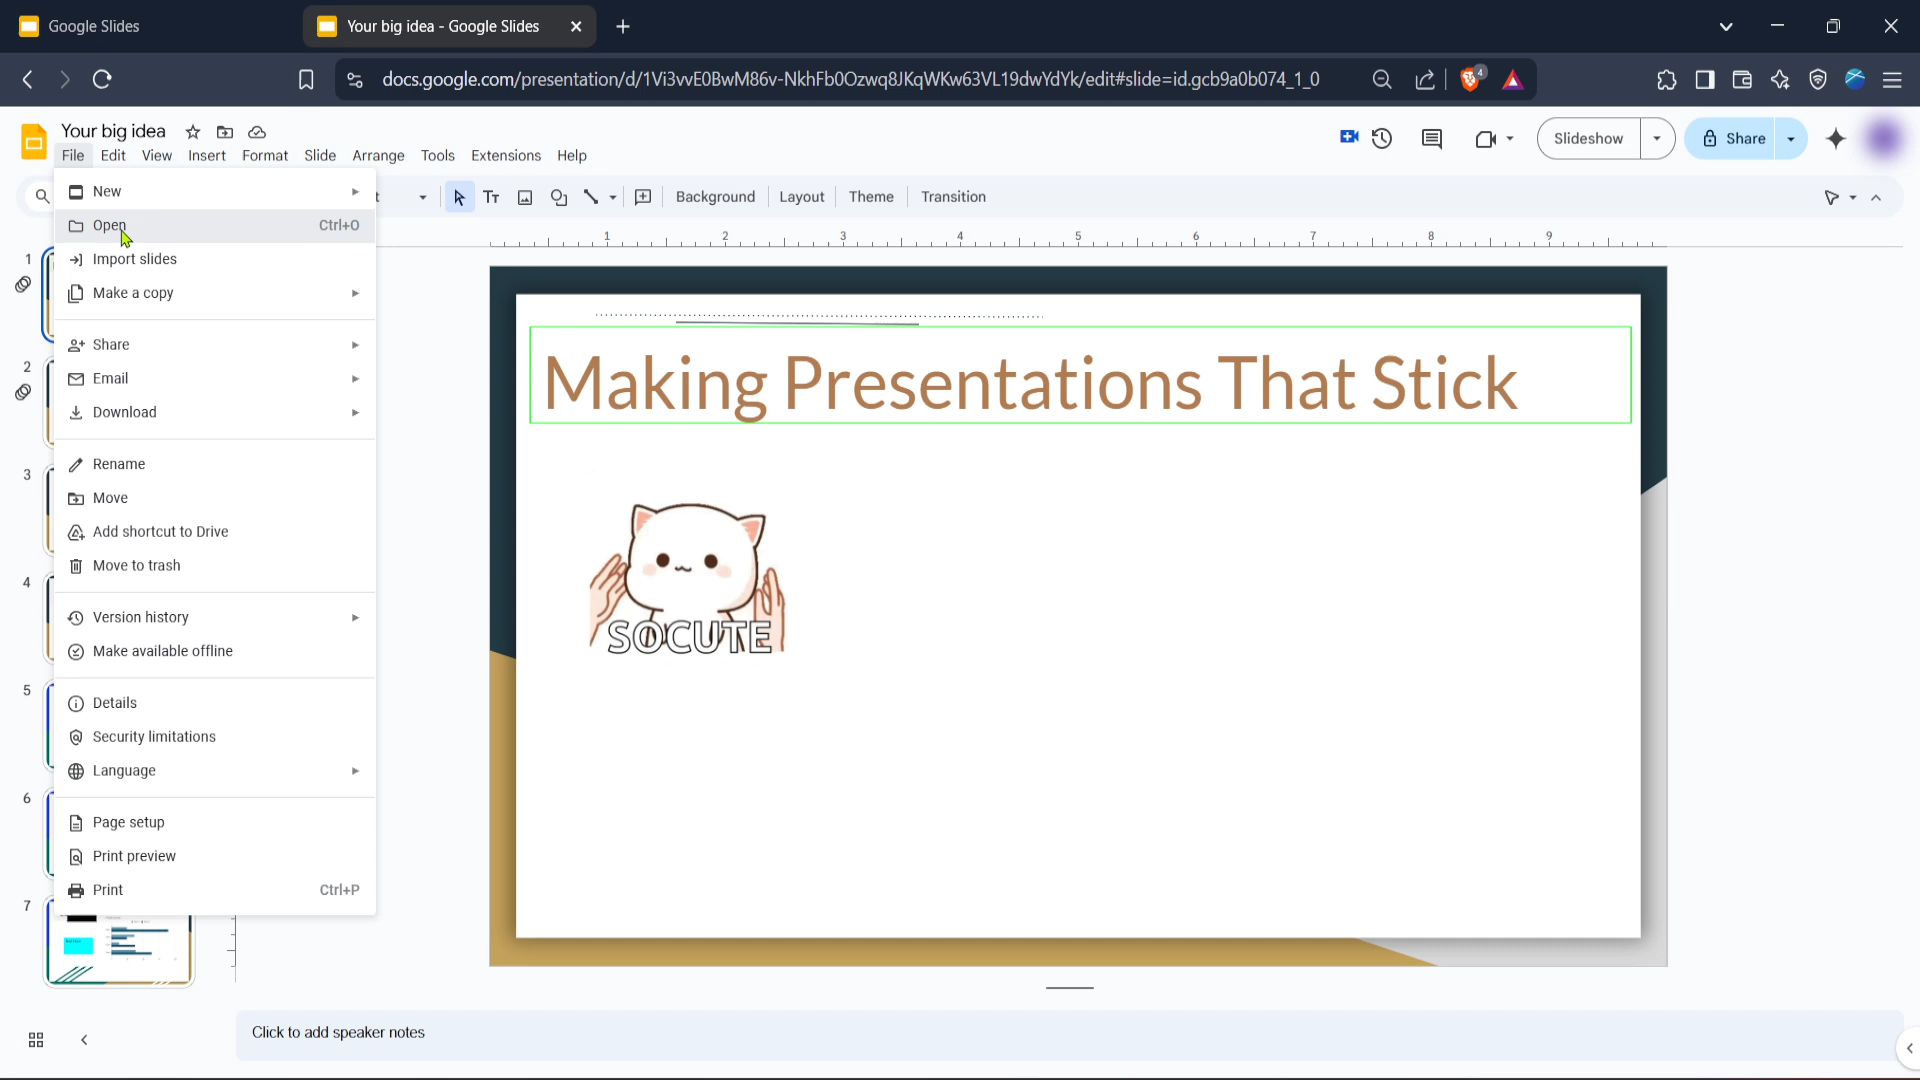 Google Slides
Your big idea - Google Slides
docs.google.com/presentation/d/1Vi3vvE0BwM86v-NkhFb0Ozwq8JKqWKw63VL19dwYdYk/edit#slide=id.gcb9a0b074_1_0
4
Your big idea
File Edit View Insert Format Slide Arrange Tools Extensions Help
Slideshow
Share
Background
Layout
Theme
Transition
New
Open Ctrl+O
Import slides
Make a copy
Share
Email
Download
Rename
Move
Add shortcut to Drive
Move to trash
Version history
Make available offline
Details
Security limitations
Language
Page setup
Print preview
Print Ctrl+P
1
2
3
4
5
6
7
1 2 3 4 5 6 7 8 9
Making Presentations That Stick
SOCUTE
Click to add speaker notes